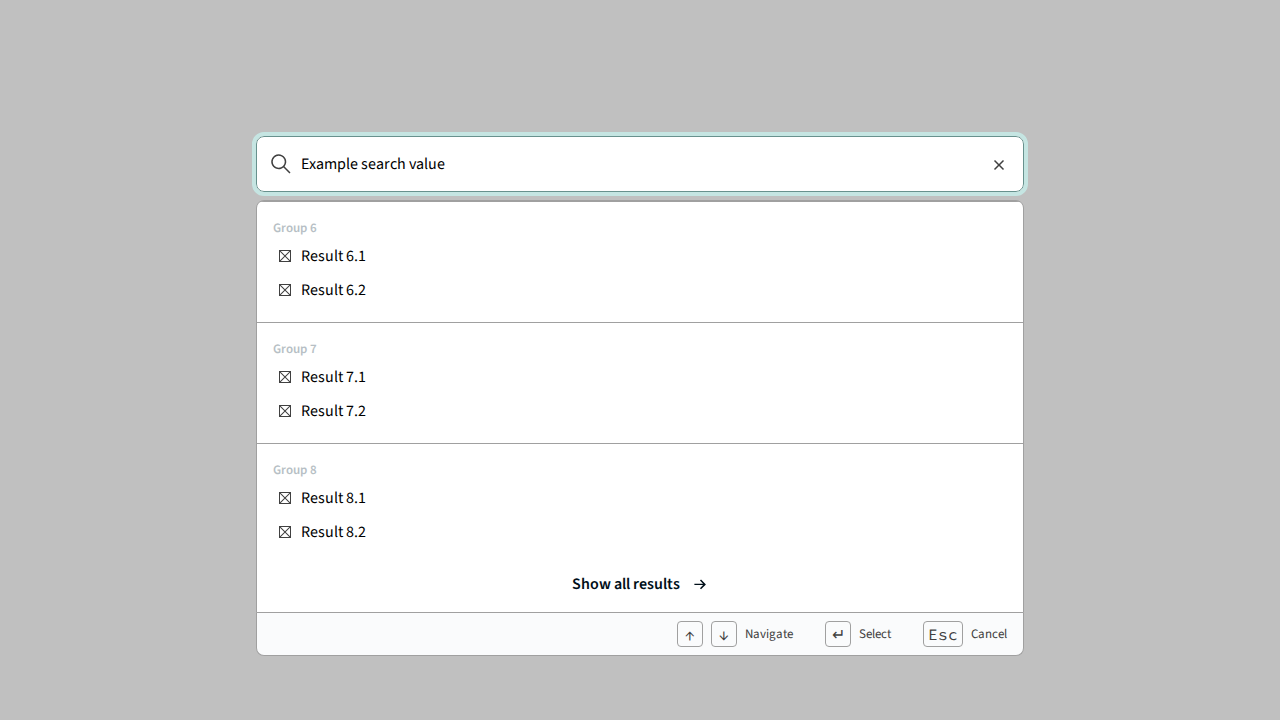 Example search value
Group 6
Result 6.1
Result 6.2
Group 7
Result 7.1
Result 7.2
Group 8
Result 8.1
Result 8.2
Show all results →
↑ ↓ Navigate ↵ Select Esc Cancel